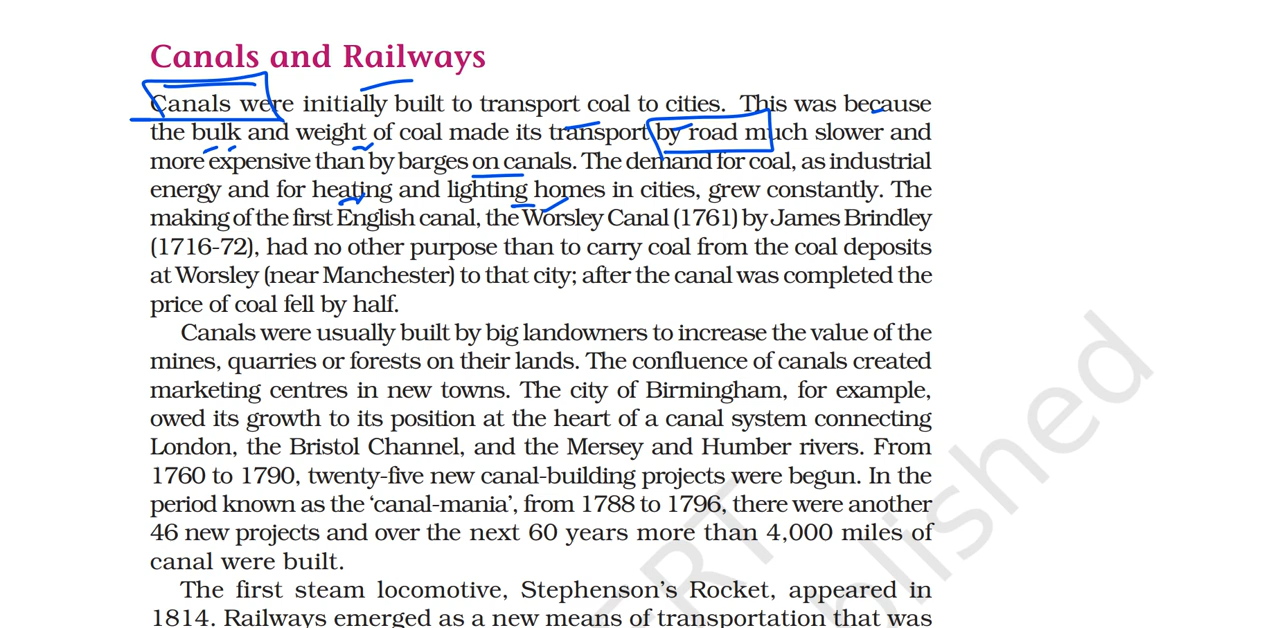 Canals and Railways
Canals were initially built to transport coal to cities. This was because
the bulk and weight of coal made its transport by road much slower and
more expensive than by barges on canals. The demand for coal, as industrial
energy and for heating and lighting homes in cities, grew constantly. The
making of the first English canal, the Worsley Canal (1761) by James Brindley
(1716-72), had no other purpose than to carry coal from the coal deposits
at Worsley (near Manchester) to that city; after the canal was completed the
price of coal fell by half.
Canals were usually built by big landowners to increase the value of the
mines, quarries or forests on their lands. The confluence of canals created
marketing centres in new towns. The city of Birmingham, for example,
owed its growth to its position at the heart of a canal system connecting
London, the Bristol Channel, and the Mersey and Humber rivers. From
1760 to 1790, twenty-five new canal-building projects were begun. In the
period known as the ‘canal-mania’, from 1788 to 1796, there were another
46 new projects and over the next 60 years more than 4,000 miles of
canal were built.
The first steam locomotive, Stephenson’s Rocket, appeared in
1814. Railways emerged as a new means of transportation that was